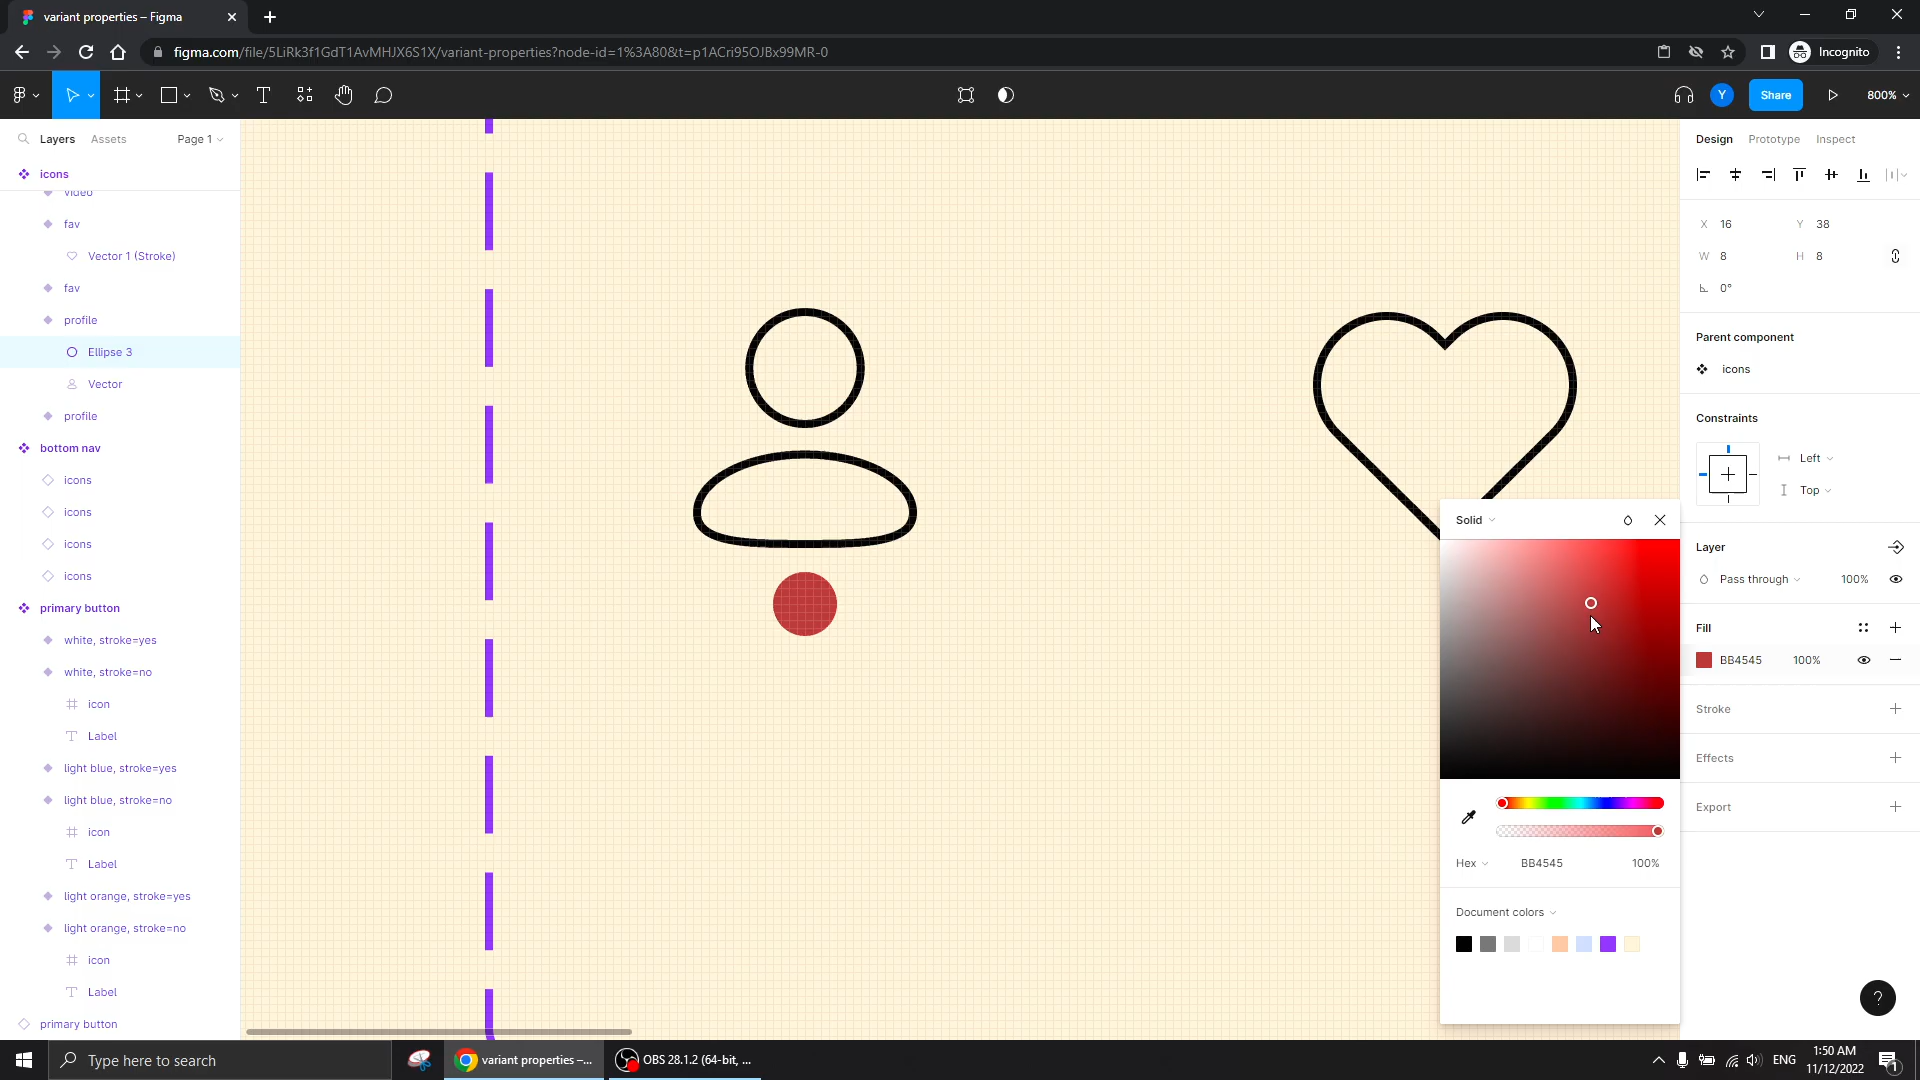 variant properties – Figma
figma.com/file/5LiRk3f1GdT1AvMHJX6S1X/variant-properties?node-id=1%3A80&t=p1ACri95OJBx99MR-0
Incognito
Y
Share
800%
Layers
Assets
Page 1
icons
video
fav
Vector 1 (Stroke)
fav
profile
Ellipse 3
Vector
profile
bottom nav
icons
icons
icons
icons
primary button
white, stroke=yes
white, stroke=no
icon
Label
light blue, stroke=yes
light blue, stroke=no
icon
Label
light orange, stroke=yes
light orange, stroke=no
icon
Label
primary button
Design
Prototype
Inspect
X 16
Y 38
W 8
H 8
0°
Parent component
icons
Constraints
Left
Top
Layer
Pass through
100%
Fill
BB4545
100%
Stroke
Effects
Export
Solid
Hex
BB4545
100%
Document colors
?
Type here to search
variant properties –...
OBS 28.1.2 (64-bit, ...
ENG
1:50 AM
11/12/2022
1